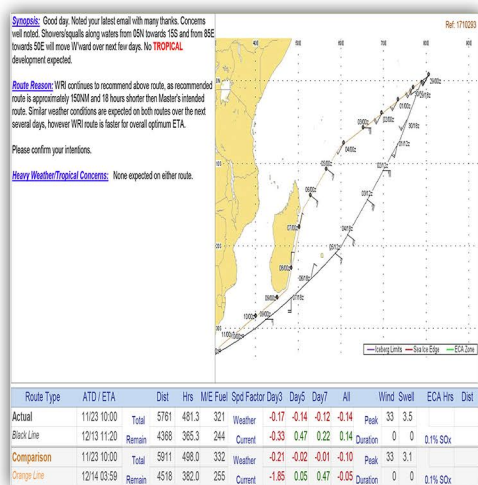 Synopsis: Good day. Noted your latest email with many thanks. Concerns
well noted. Showers/squalls along waters from 05N towards 15S and from 85E
towards 50E will move W'ward over next few days. No TROPICAL
development expected.
Route Reason: WRI continues to recommend above route, as recommended
route is approximately 150NM and 18 hours shorter then Master's intended
route. Similar weather conditions are expected on both routes over the next
several days, however WRI route is faster for overall optimum ETA.
Please confirm your intentions.
Heavy Weather/Tropical Concerns: None expected on either route.
Ref: 1710293
Iceberg Limits Sea Ice Edge ECA Zone
Route Type ATD / ETA Dist Hrs M/E Fuel Spd Factor Day3 Day5 Day7 All Wind Swell ECA Hrs Dist
Actual 11/23 10:00 Total 5761 481.3 321 Weather -0.17 -0.14 -0.12 -0.14 Peak 33 3.5
Black Line 12/13 11:20 Remain 4368 365.3 244 Current -0.33 0.47 0.22 0.14 Duration 0 0 0.1% SOx
Comparison 11/23 10:00 Total 5911 498.0 332 Weather -0.21 -0.02 -0.01 -0.10 Peak 33 3.1
Orange Line 12/14 03:59 Remain 4518 382.0 255 Current -1.85 0.05 0.47 -0.05 Duration 0 0 0.1% SOx